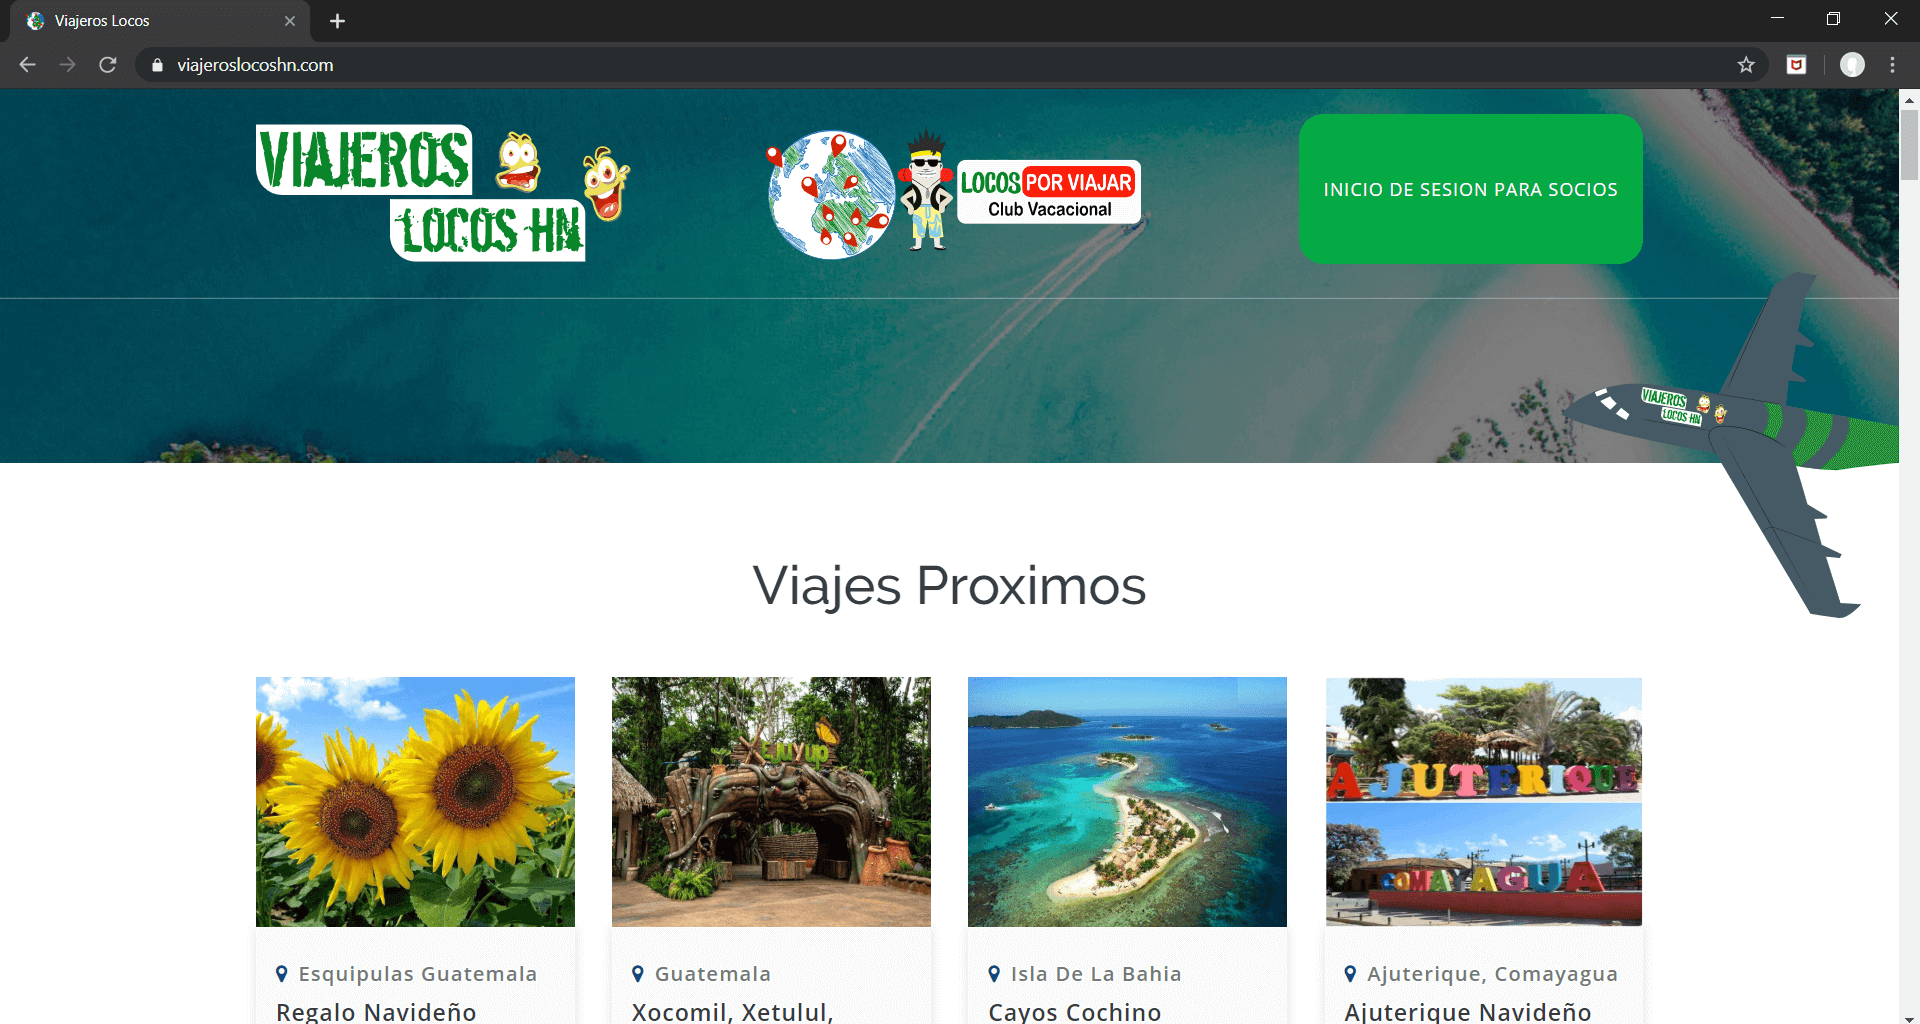 Viajeros Locos
viajeroslocoshn.com
VIAJEROS
LOCOS HN
LOCOS POR VIAJAR
Club Vacacional
INICIO DE SESION PARA SOCIOS
VIAJEROS
LOCOS HN
Viajes Proximos
Ejuyup
AJUTERIQUE
COMAYAGUA
Esquipulas Guatemala
Guatemala
Isla De La Bahia
Ajuterique, Comayagua
Regalo Navideño
Xocomil, Xetulul,
Cayos Cochino
Ajuterique Navideño